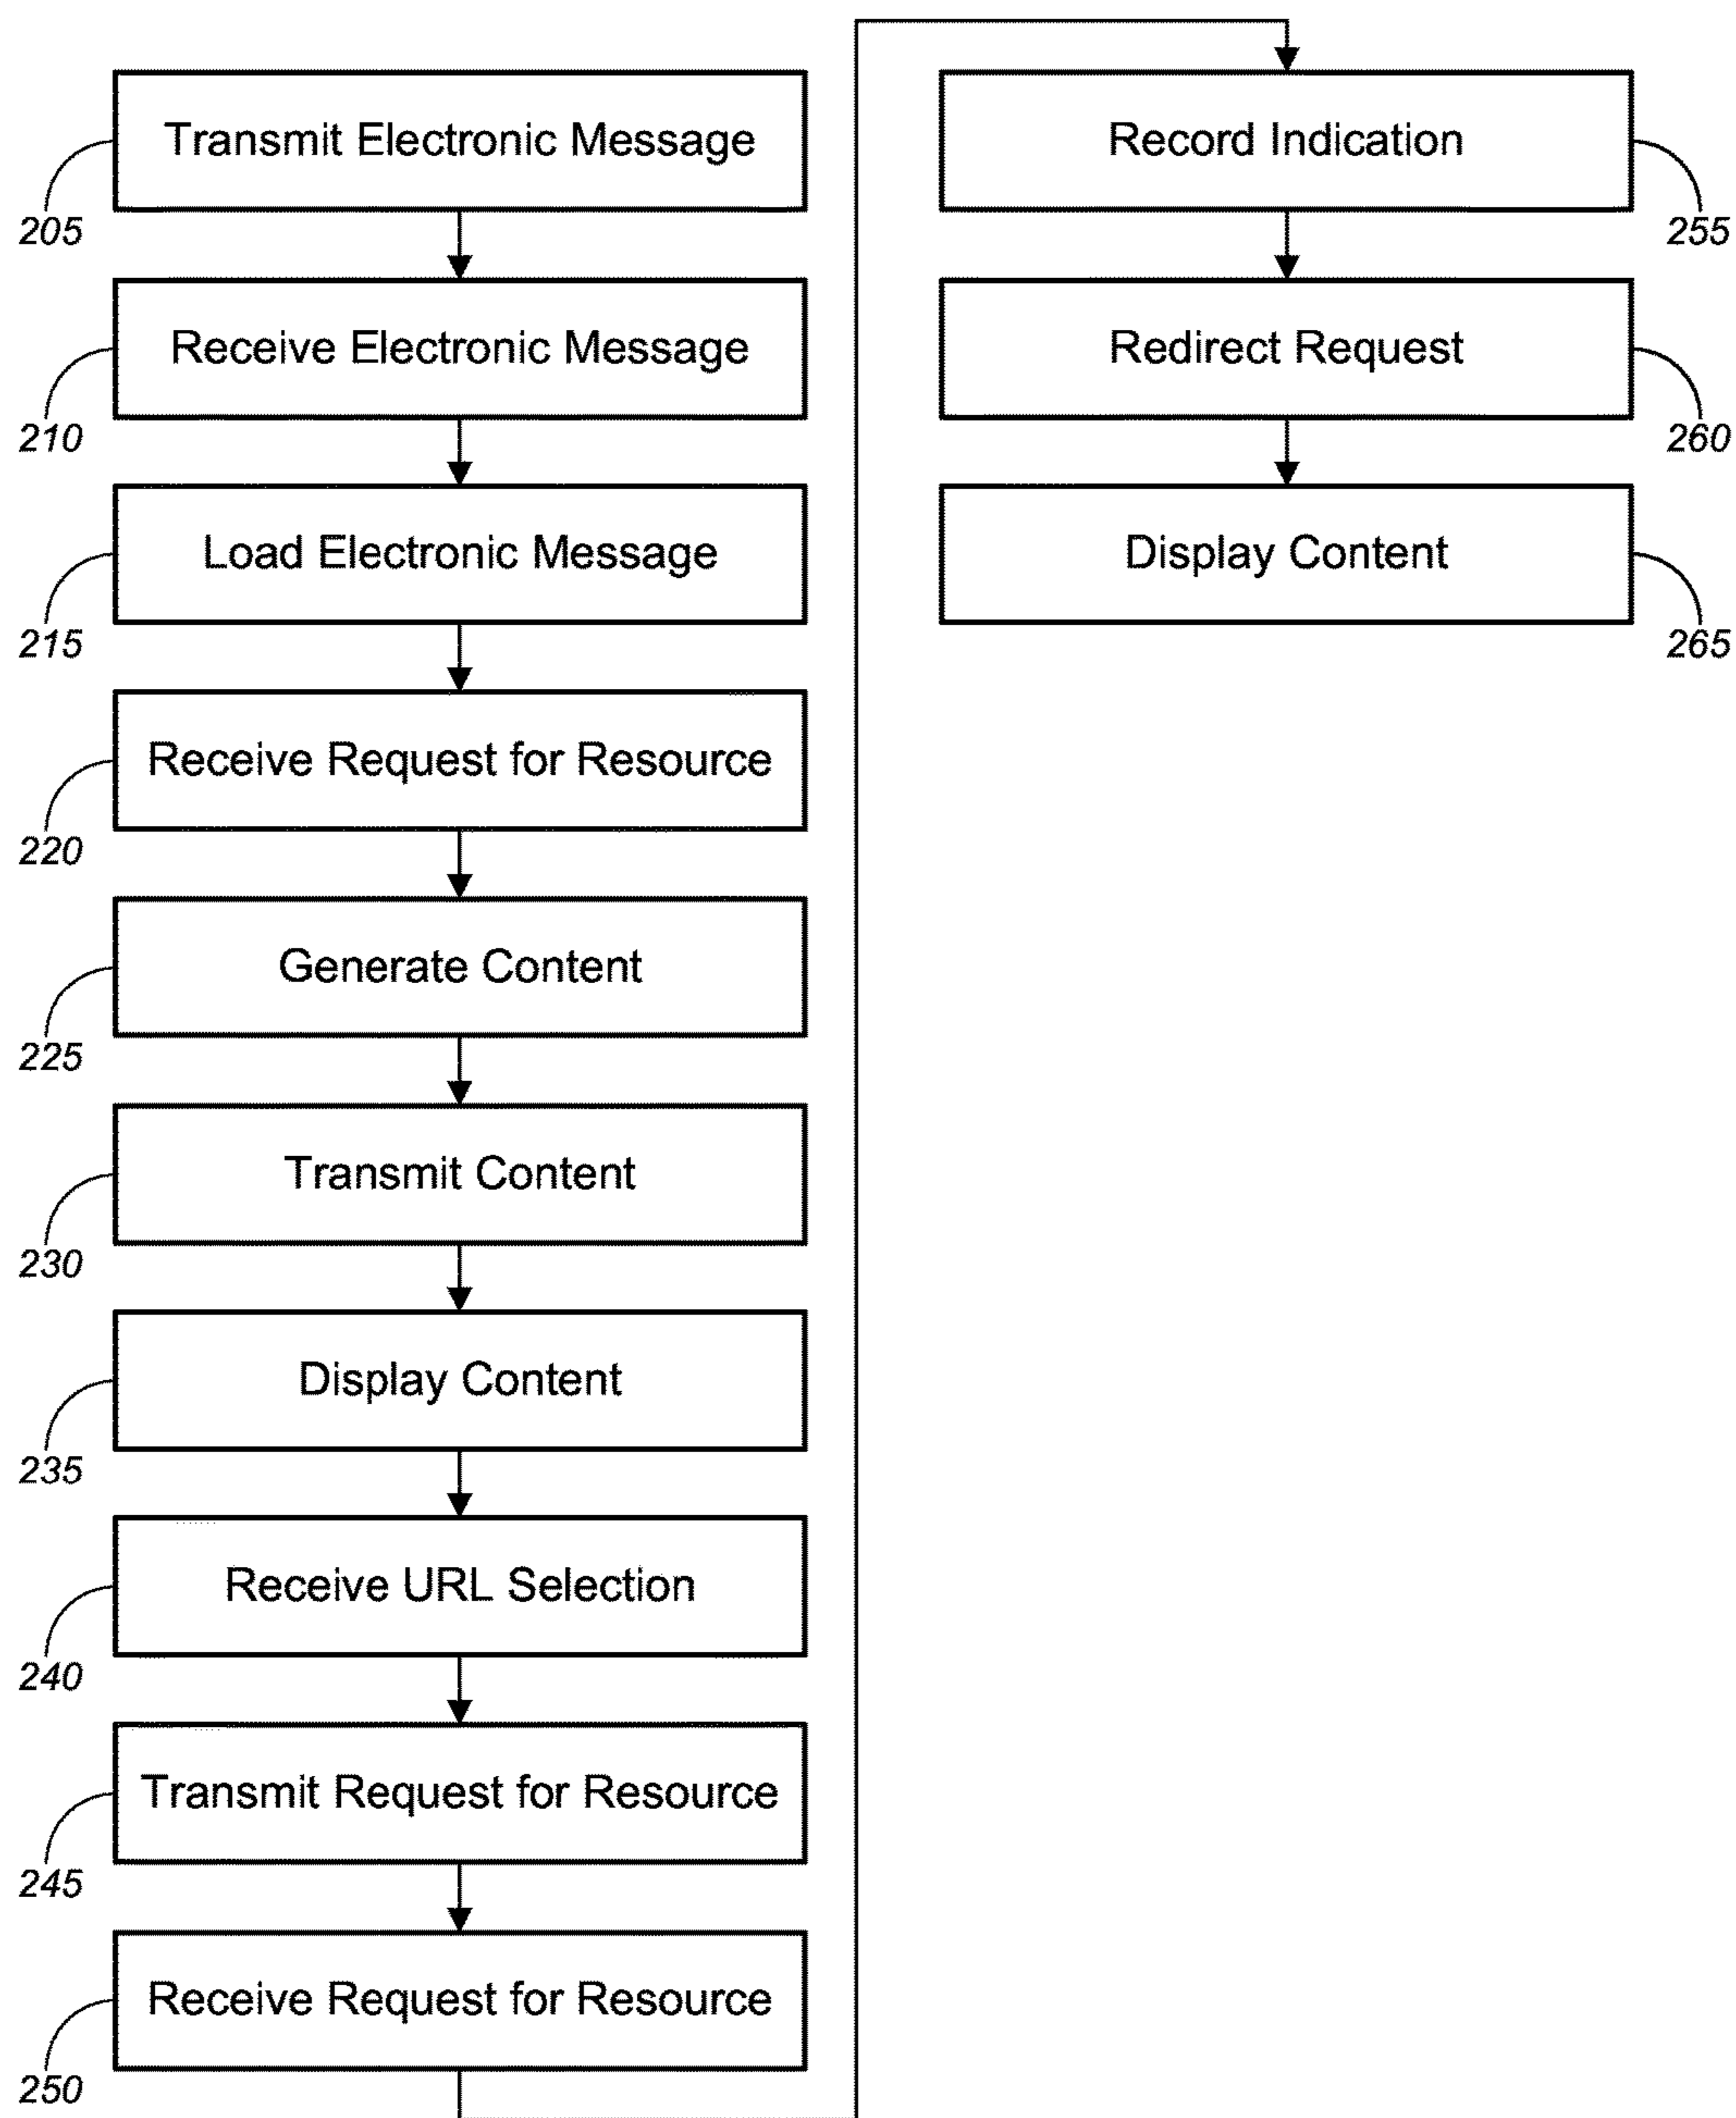 Transmit Electronic Message
205
Receive Electronic Message
210
Load Electronic Message
215
Receive Request for Resource
220
Generate Content
225
Transmit Content
230
Display Content
235
Receive URL Selection
240
Transmit Request for Resource
245
Receive Request for Resource
250
Record Indication
255
Redirect Request
260
Display Content
265